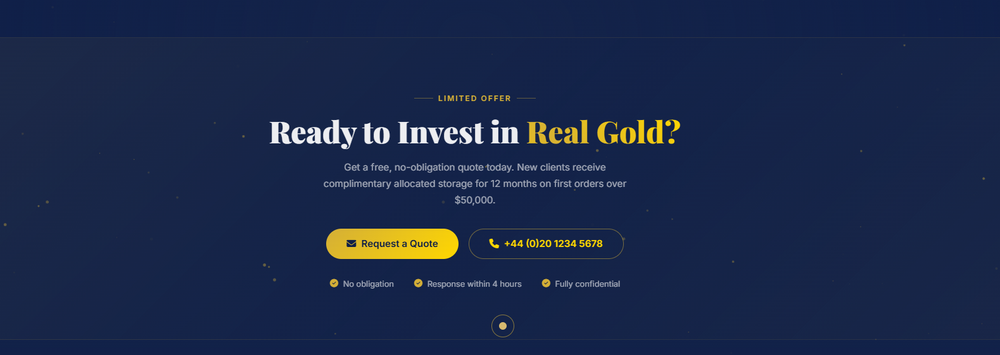 LIMITED OFFER
Ready to Invest in Real Gold?
Get a free, no-obligation quote today. New clients receive
complimentary allocated storage for 12 months on first orders over
$50,000.
Request a Quote
+44 (0)20 1234 5678
No obligation
Response within 4 hours
Fully confidential